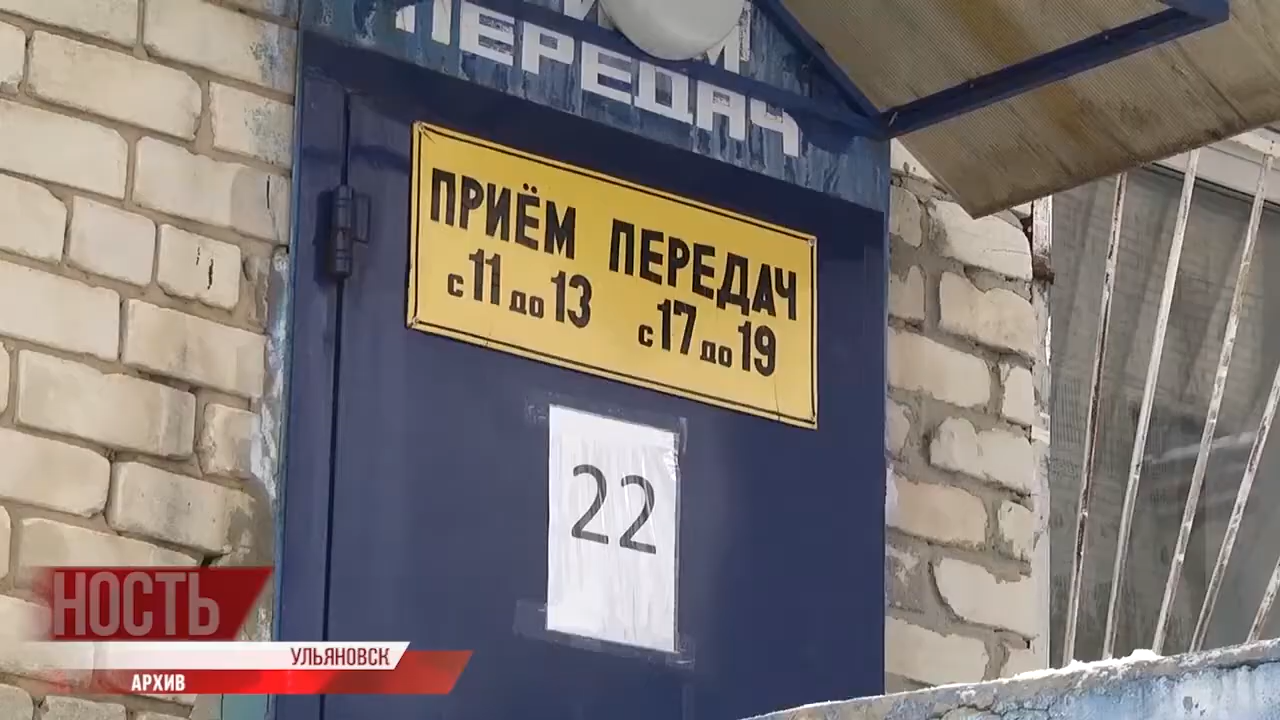 ПЕРЕДАЧ
ПРИЁМ ПЕРЕДАЧ
с 11 до 13 с 17 до 19
22
НОСТЬ
УЛЬЯНОВСК
АРХИВ